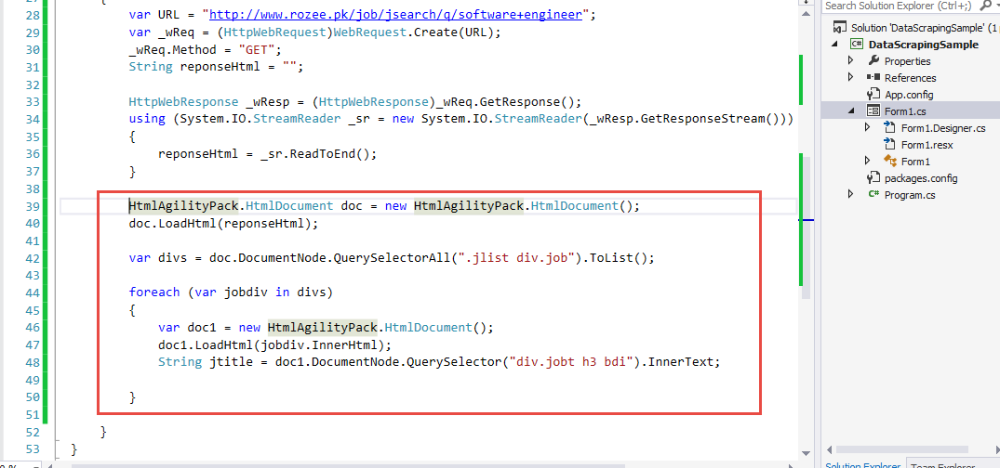 27 {
28 var URL = "http://www.rozee.pk/job/jsearch/q/software+engineer";
29 var _wReq = (HttpWebRequest)WebRequest.Create(URL);
30 _wReq.Method = "GET";
31 String reponseHtml = "";
32
33 HttpWebResponse _wResp = (HttpWebResponse)_wReq.GetResponse();
34 using (System.IO.StreamReader _sr = new System.IO.StreamReader(_wResp.GetResponseStream()))
35 {
36 reponseHtml = _sr.ReadToEnd();
37 }
38
39 HtmlAgilityPack.HtmlDocument doc = new HtmlAgilityPack.HtmlDocument();
40 doc.LoadHtml(reponseHtml);
41
42 var divs = doc.DocumentNode.QuerySelectorAll(".jlist div.job").ToList();
43
44 foreach (var jobdiv in divs)
45 {
46 var doc1 = new HtmlAgilityPack.HtmlDocument();
47 doc1.LoadHtml(jobdiv.InnerHtml);
48 String jtitle = doc1.DocumentNode.QuerySelector("div.jobt h3 bdi").InnerText;
49
50 }
51
52 }
53 }
Search Solution Explorer (Ctrl+;)
Solution 'DataScrapingSample' (1
C# DataScrapingSample
Properties
References
App.config
Form1.cs
Form1.Designer.cs
Form1.resx
Form1
packages.config
C# Program.cs
Solution Explorer Team Explorer